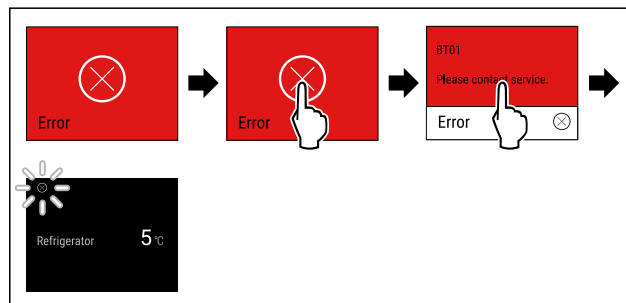 Error
Error
BT01
Please contact service.
Error
Refrigerator 5 °C